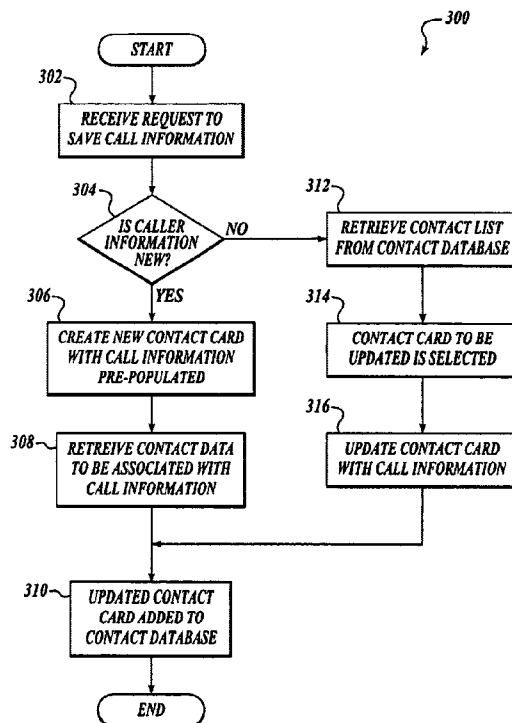 300
START
302
RECEIVE REQUEST TO
SAVE CALL INFORMATION
304
IS CALLER
INFORMATION
NEW?
NO
YES
312
RETRIEVE CONTACT LIST
FROM CONTACT DATABASE
306
CREATE NEW CONTACT CARD
WITH CALL INFORMATION
PRE-POPULATED
314
CONTACT CARD TO BE
UPDATED IS SELECTED
308
RETREIVE CONTACT DATA
TO BE ASSOCIATED WITH
CALL INFORMATION
316
UPDATE CONTACT CARD
WITH CALL INFORMATION
310
UPDATED CONTACT
CARD ADDED TO
CONTACT DATABASE
END